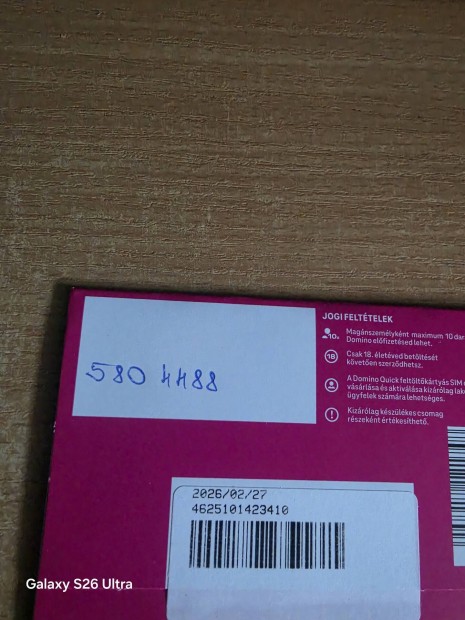 580 4488
JOGI FELTÉTELEK
Magánszemélyként maximum 10 dar
Domino előfizetésed lehet.
Csak 18. életéved betöltését
követően szerződhetsz.
A Domino Quick feltöltőkártyás SIM
vásárlása és aktiválása kizárólag lak
ügyfelek számára lehetséges.
Kizárólag készülékes csomag
részeként értékesíthető.
2026/02/27
4625101423410
Galaxy S26 Ultra